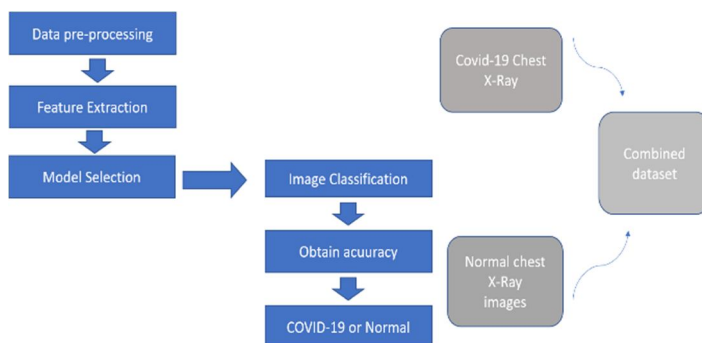 Data pre-processing
Feature Extraction
Model Selection
Image Classification
Obtain acuuracy
COVID-19 or Normal
Covid-19 Chest
X-Ray
Normal chest
X-Ray
images
Combined
dataset